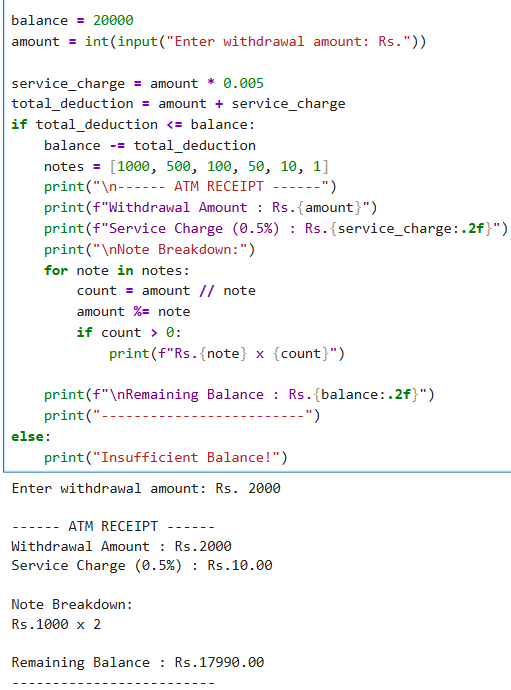 balance = 20000
amount = int(input("Enter withdrawal amount: Rs."))

service_charge = amount * 0.005
total_deduction = amount + service_charge
if total_deduction <= balance:
    balance -= total_deduction
    notes = [1000, 500, 100, 50, 10, 1]
    print("\n------ ATM RECEIPT ------")
    print(f"Withdrawal Amount : Rs.{amount}")
    print(f"Service Charge (0.5%) : Rs.{service_charge:.2f}")
    print("\nNote Breakdown:")
    for note in notes:
        count = amount // note
        amount %= note
        if count > 0:
            print(f"Rs.{note} x {count}")

    print(f"\nRemaining Balance : Rs.{balance:.2f}")
    print("-------------------------")
else:
    print("Insufficient Balance!")
Enter withdrawal amount: Rs. 2000

------ ATM RECEIPT ------
Withdrawal Amount : Rs.2000
Service Charge (0.5%) : Rs.10.00

Note Breakdown:
Rs.1000 x 2

Remaining Balance : Rs.17990.00
-------------------------